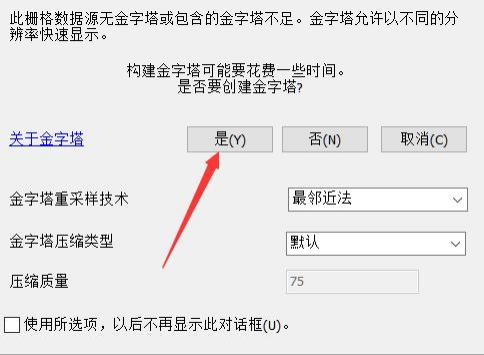 此栅格数据源无金字塔或包含的金字塔不足。金字塔允许以不同的分
辨率快速显示。
构建金字塔可能要花费一些时间。
是否要创建金字塔?
关于金字塔 是(Y) 否(N) 取消(C)
金字塔重采样技术 最邻近法
金字塔压缩类型 默认
压缩质量 75
使用所选项，以后不再显示此对话框(U)。